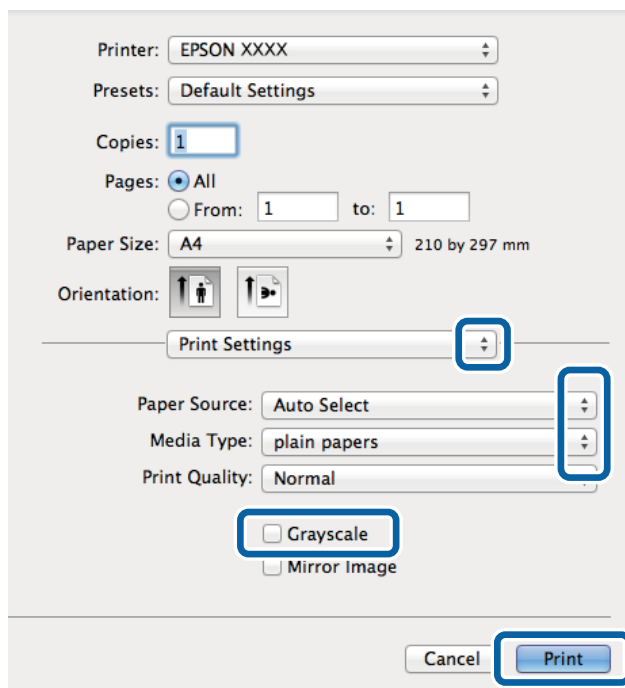 Printer: EPSON XXXX
Presets: Default Settings
Copies: 1
Pages: All
From: 1 to: 1
Paper Size: A4 210 by 297 mm
Orientation:
Print Settings
Paper Source: Auto Select
Media Type: plain papers
Print Quality: Normal
Grayscale
Mirror Image
Cancel Print